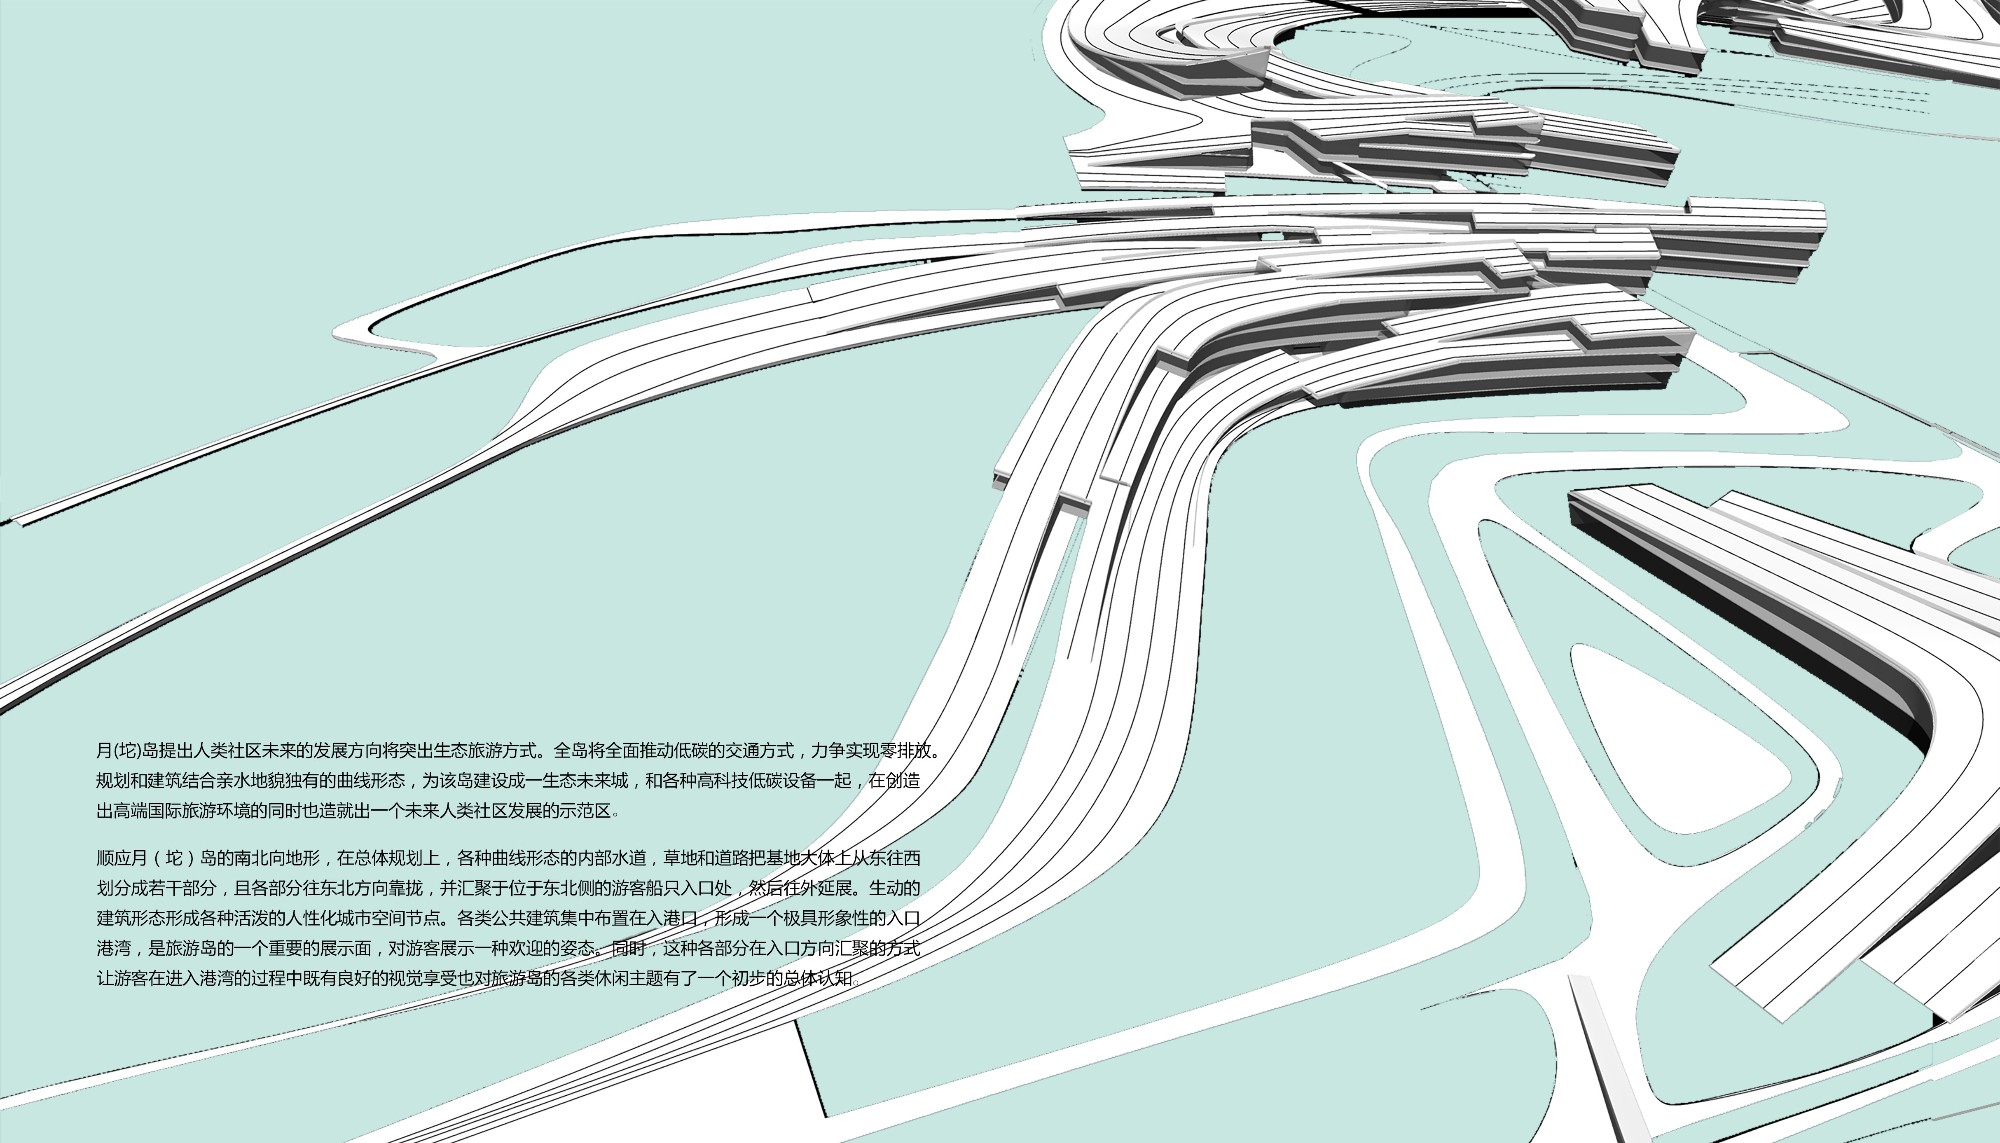 月(坨)岛提出人类社区未来的发展方向将突出生态旅游方式。全岛将全面推动低碳的交通方式，力争实现零排放。
规划和建筑结合亲水地貌独有的曲线形态，为该岛建设成一生态未来城，和各种高科技低碳设备一起，在创造
出高端国际旅游环境的同时也造就出一个未来人类社区发展的示范区。
顺应月（坨）岛的南北向地形，在总体规划上，各种曲线形态的内部水道，草地和道路把基地大体上从东往西
划分成若干部分，且各部分往东北方向靠拢，并汇聚于位于东北侧的游客船只入口处，然后往外延展。生动的
建筑形态形成各种活泼的人性化城市空间节点。各类公共建筑集中布置在入港口，形成一个极具形象性的入口
港湾，是旅游岛的一个重要的展示面，对游客展示一种欢迎的姿态。同时，这种各部分在入口方向汇聚的方式
让游客在进入港湾的过程中既有良好的视觉享受也对旅游岛的各类休闲主题有了一个初步的总体认知。